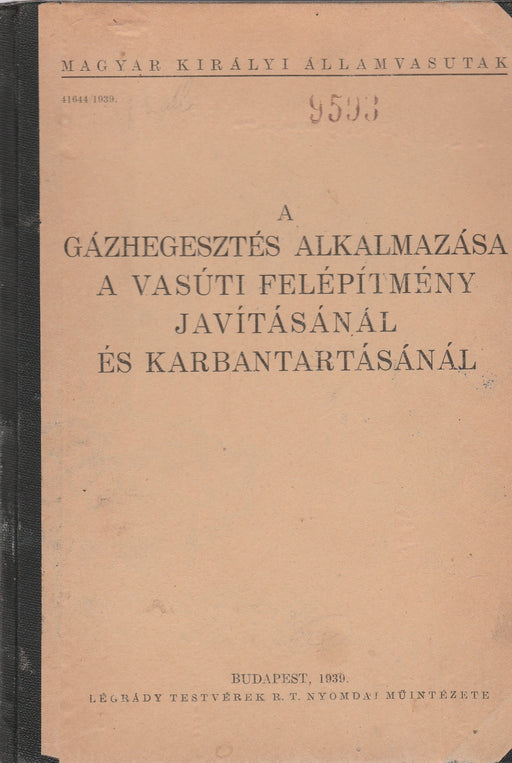 MAGYAR KIRÁLYI ÁLLAMVASUTAK
41644/1939.
9593
A
GÁZHEGESZTÉS ALKALMAZÁSA
A VASÚTI FELÉPÍTMÉNY
JAVÍTÁSÁNÁL
ÉS KARBANTARTÁSÁNÁL
BUDAPEST, 1939.
LÉGRÁDY TESTVÉREK R. T. NYOMDAI MŰINTÉZETE